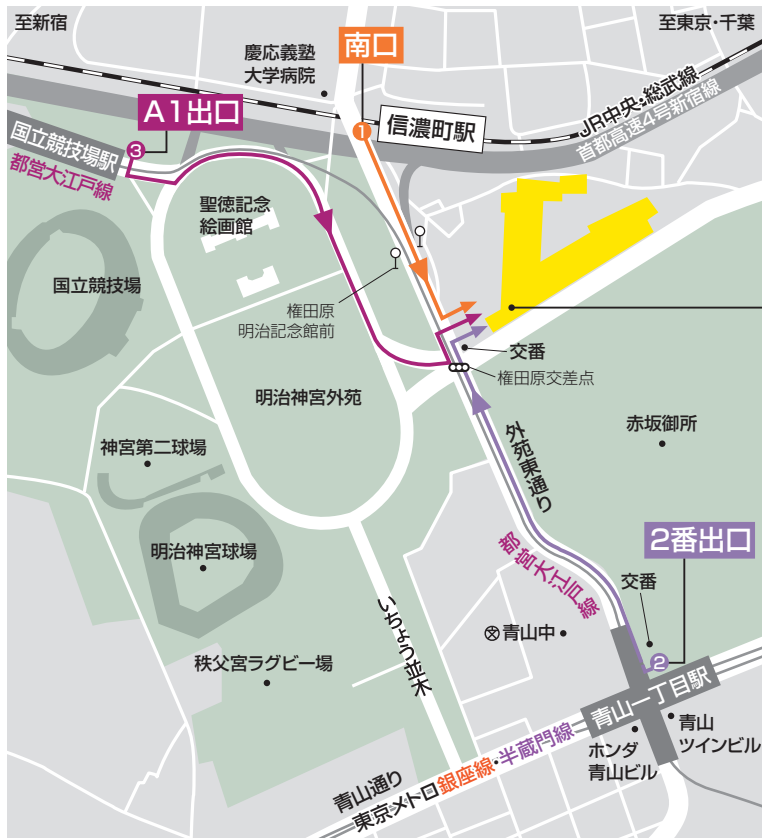 至新宿
至東京・千葉
慶応義塾
大学病院
南口
A1出口
1
信濃町駅
JR中央・総武線
首都高速4号新宿線
3
国立競技場駅
都営大江戸線
聖徳記念
絵画館
国立競技場
権田原
明治記念館前
交番
権田原交差点
明治神宮外苑
赤坂御所
外苑東通り
神宮第二球場
2番出口
明治神宮球場
都営大江戸線
交番
いちょう並木
文青山中
2
秩父宮ラグビー場
青山一丁目駅
青山
ツインビル
ホンダ
青山ビル
青山通り
東京メトロ銀座線・半蔵門線